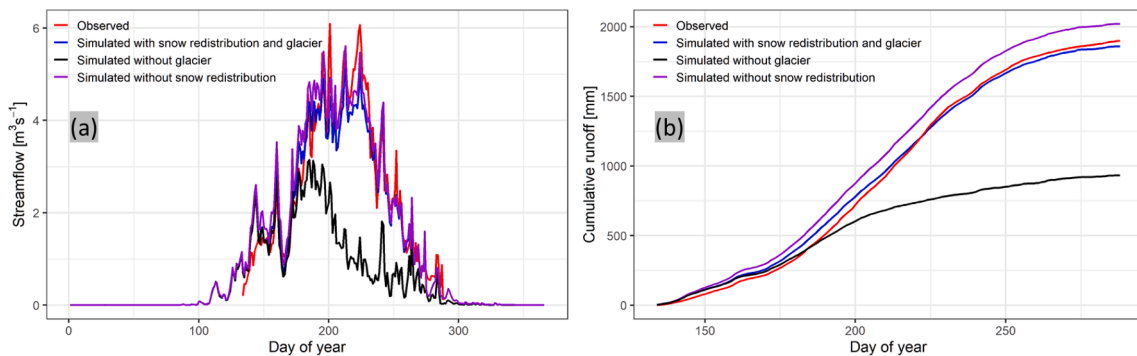 Observed
Simulated with snow redistribution and glacier
Simulated without glacier
Simulated without snow redistribution
(a)
6
4
2
0
Streamflow [m³s⁻¹]
0 100 200 300
Day of year
Observed
Simulated with snow redistribution and glacier
Simulated without glacier
Simulated without snow redistribution
(b)
2000
1500
1000
500
0
Cumulative runoff [mm]
150 200 250
Day of year